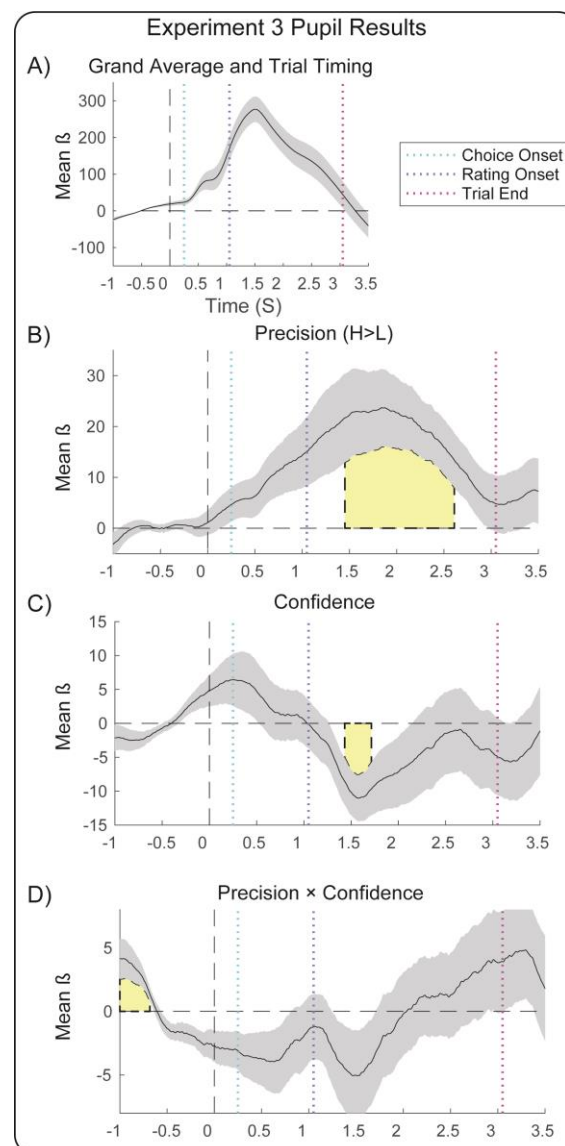 Experiment 3 Pupil Results
A)
Grand Average and Trial Timing
Mean ß
300
200
100
0
-100
-1 -0.5 0 0.5 1 1.5 2 2.5 3 3.5
Time (S)
Choice Onset
Rating Onset
Trial End
B)
Precision (H>L)
Mean ß
30
20
10
0
-1 -0.5 0 0.5 1 1.5 2 2.5 3 3.5
C)
Confidence
Mean ß
15
10
5
0
-5
-10
-15
-1 -0.5 0 0.5 1 1.5 2 2.5 3 3.5
D)
Precision × Confidence
Mean ß
5
0
-5
-1 -0.5 0 0.5 1 1.5 2 2.5 3 3.5